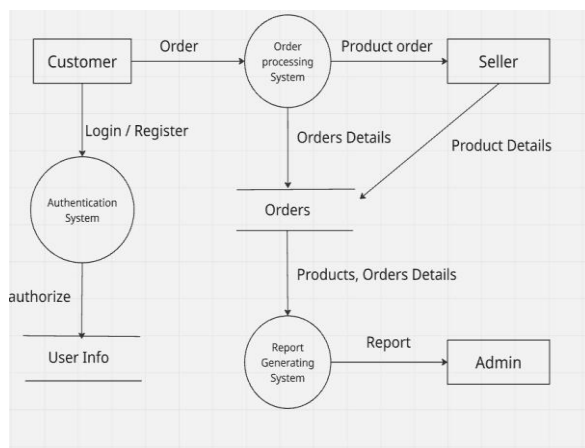 Order
Order
processing
System
Product order
Customer
Seller
Login / Register
Orders Details
Product Details
Authentication
System
Orders
authorize
Products, Orders Details
User Info
Report
Generating
System
Report
Admin